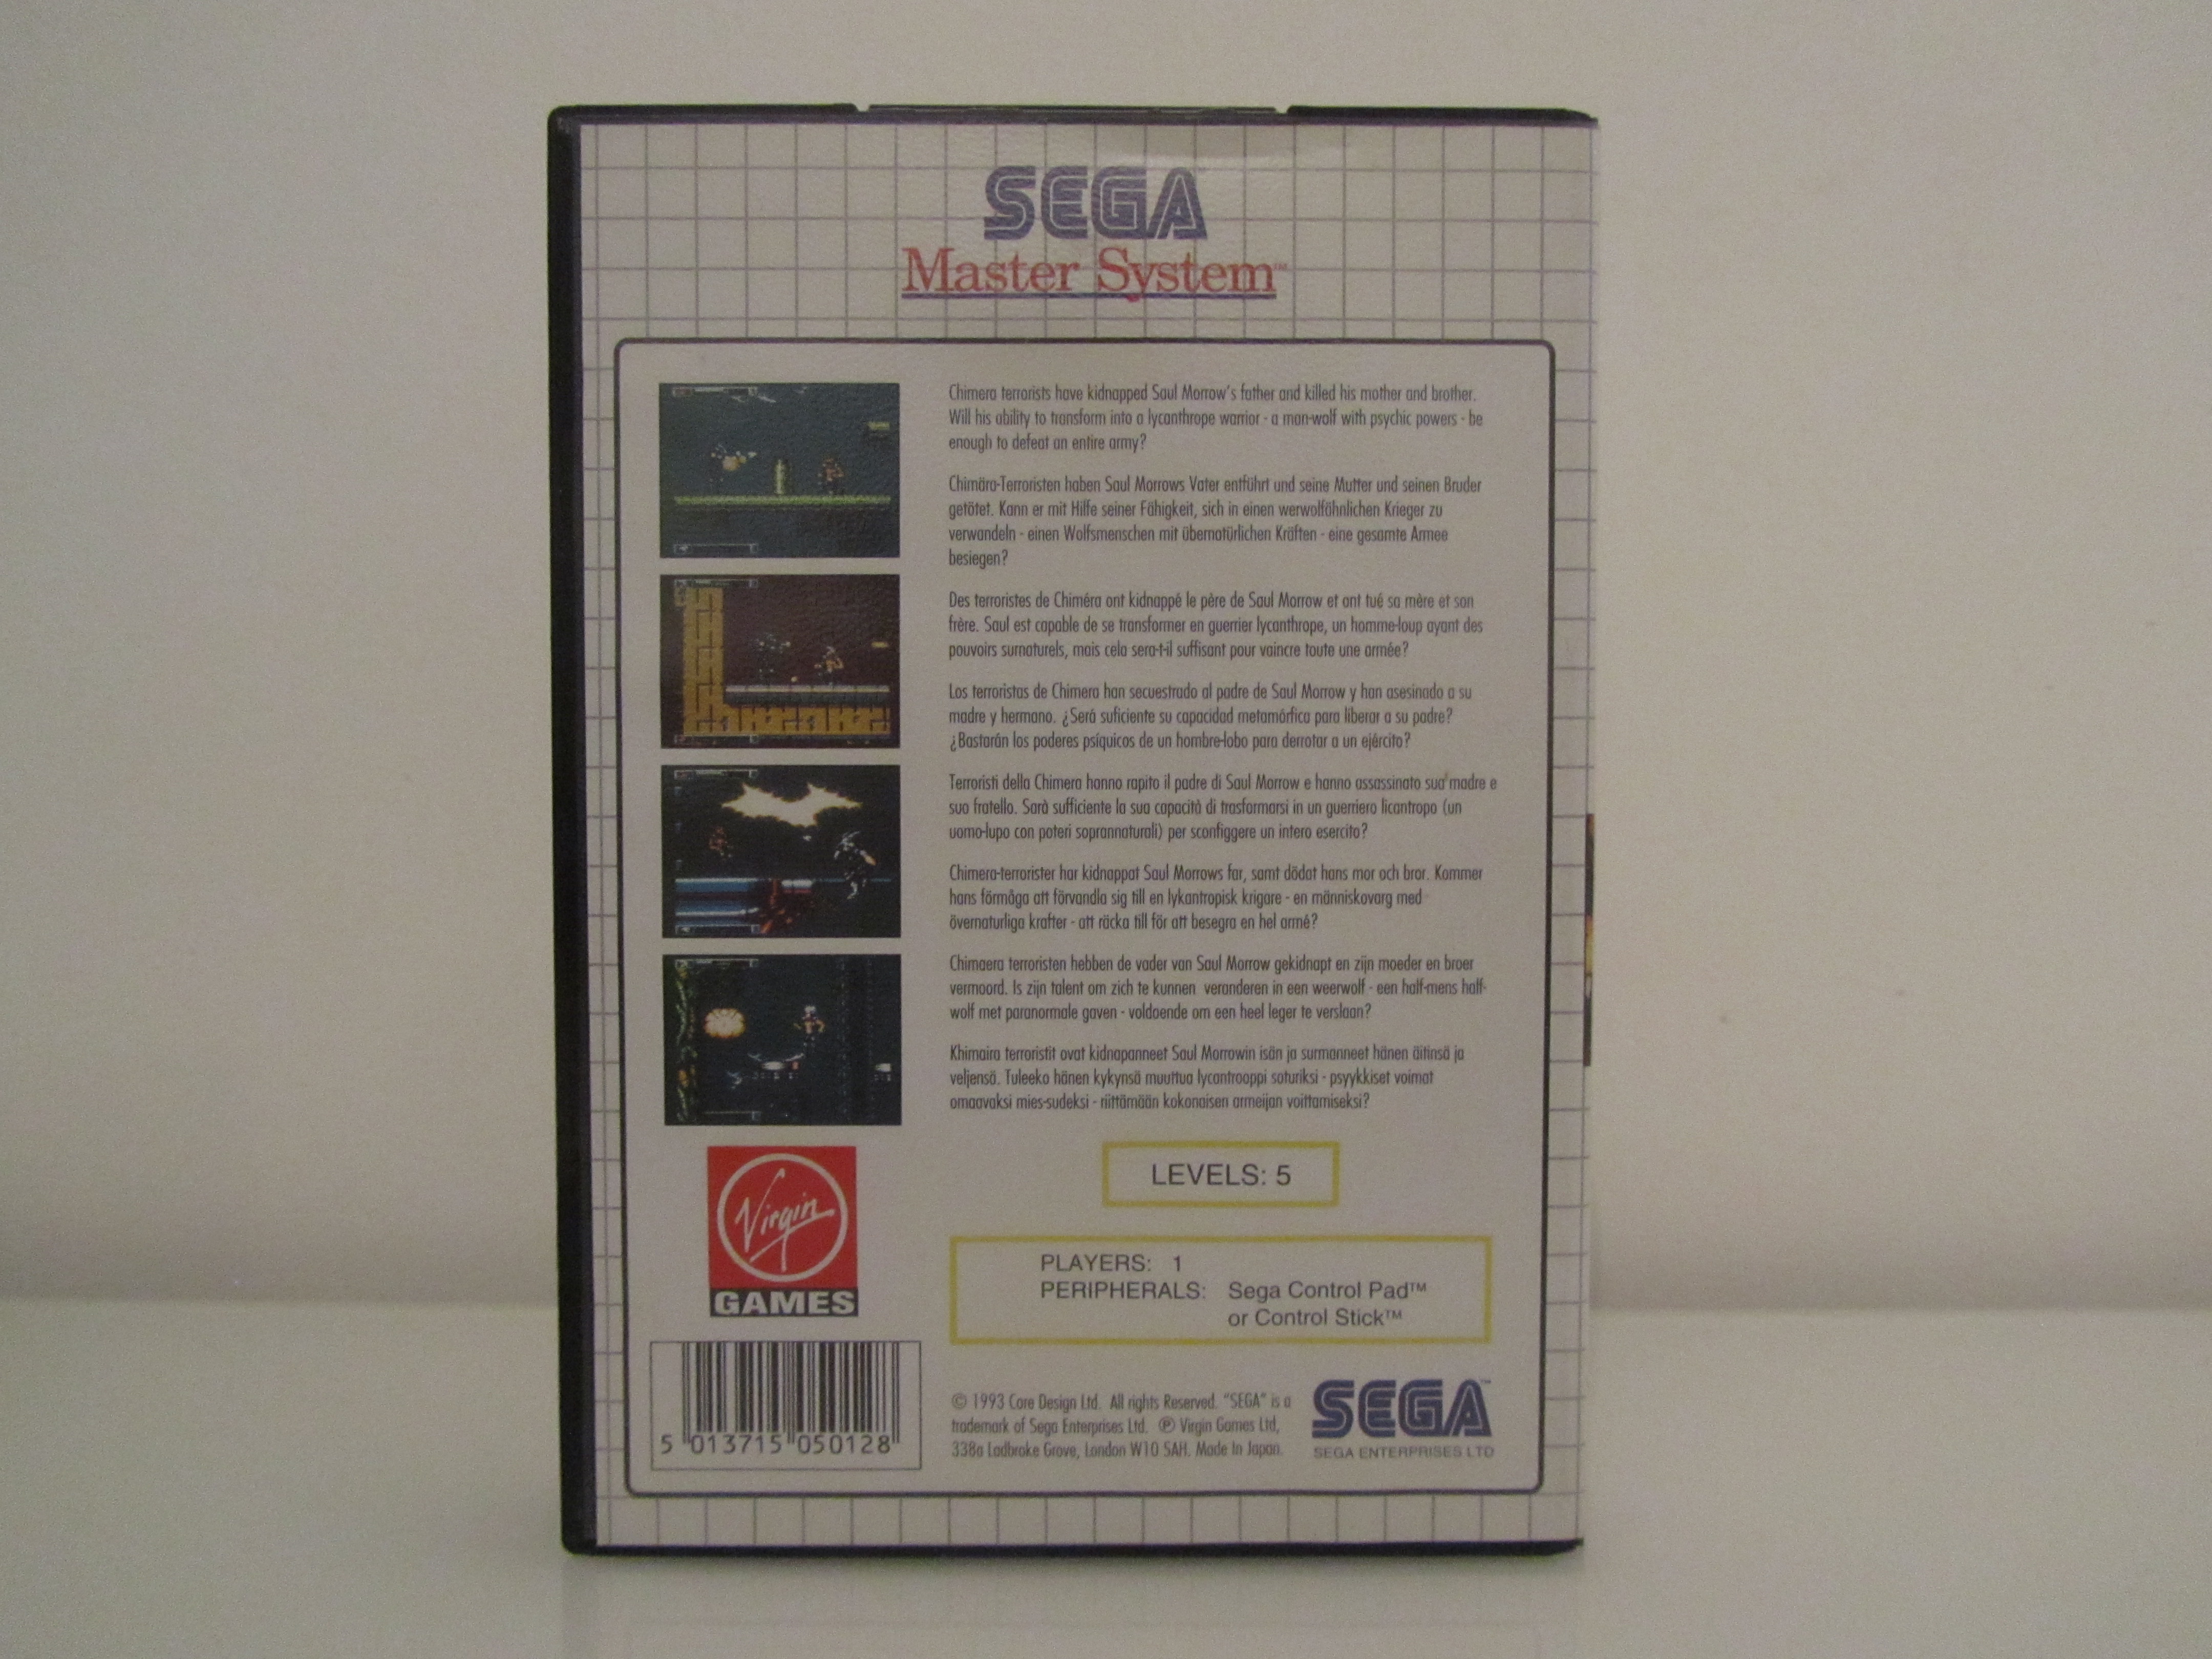 SEGA
Master System™
Chimera terrorists have kidnapped Saul Morrow's father and killed his mother and brother.
Will his ability to transform into a lycanthrope warrior - a man-wolf with psychic powers - be
enough to defeat an entire army?
Chimära-Terroristen haben Saul Morrows Vater entführt und seine Mutter und seinen Bruder
getötet. Kann er mit Hilfe seiner Fähigkeit, sich in einen werwolfähnlichen Krieger zu
verwandeln - einen Wolfsmenschen mit übernatürlichen Kräften - eine gesamte Armee
besiegen?
Des terroristes de Chiméra ont kidnappé le père de Saul Morrow et ont tué sa mère et son
frère. Saul est capable de se transformer en guerrier lycanthrope, un homme-loup ayant des
pouvoirs surnaturels, mais cela sera-t-il suffisant pour vaincre toute une armée?
Los terroristas de Chimera han secuestrado al padre de Saul Morrow y han asesinado a su
madre y hermano. ¿Será suficiente su capacidad metamórfica para liberar a su padre?
¿Bastarán los poderes psíquicos de un hombre-lobo para derrotar a un ejército?
Terroristi della Chimera hanno rapito il padre di Saul Morrow e hanno assassinato sua madre e
suo fratello. Sarà sufficiente la sua capacità di trasformarsi in un guerriero licantropo (un
uomo-lupo con poteri soprannaturali) per sconfiggere un intero esercito?
Chimera-terrorister har kidnappat Saul Morrows far, samt dödat hans mor och bror. Kommer
hans förmåga att förvandla sig till en lykantropisk krigare - en människovarg med
övernaturliga krafter - att räcka till för att besegra en hel armé?
Chimaera terroristen hebben de vader van Saul Morrow gekidnapt en zijn moeder en broer
vermoord. Is zijn talent om zich te kunnen veranderen in een weerwolf - een half-mens half-
wolf met paranormale gaven - voldoende om een heel leger te verslaan?
Khimaira terroristit ovat kidnapanneet Saul Morrowin isän ja surmanneet hänen äitinsä ja
veljensä. Tuleeko hänen kykynsä muuttua lycantrooppi soturiksi - psyykkiset voimat
omaavaksi mies-sudeksi - riittämään kokonaisen armeijan voittamiseksi?
LEVELS: 5
Virgin
GAMES
PLAYERS: 1
PERIPHERALS: Sega Control Pad™
or Control Stick™
5 013715 050128
© 1993 Core Design Ltd. All rights Reserved. "SEGA" is a
trademark of Sega Enterprises Ltd. ℗ Virgin Games Ltd,
338a Ladbroke Grove, London W10 5AH. Made In Japan.
SEGA™
SEGA ENTERPRISES LTD